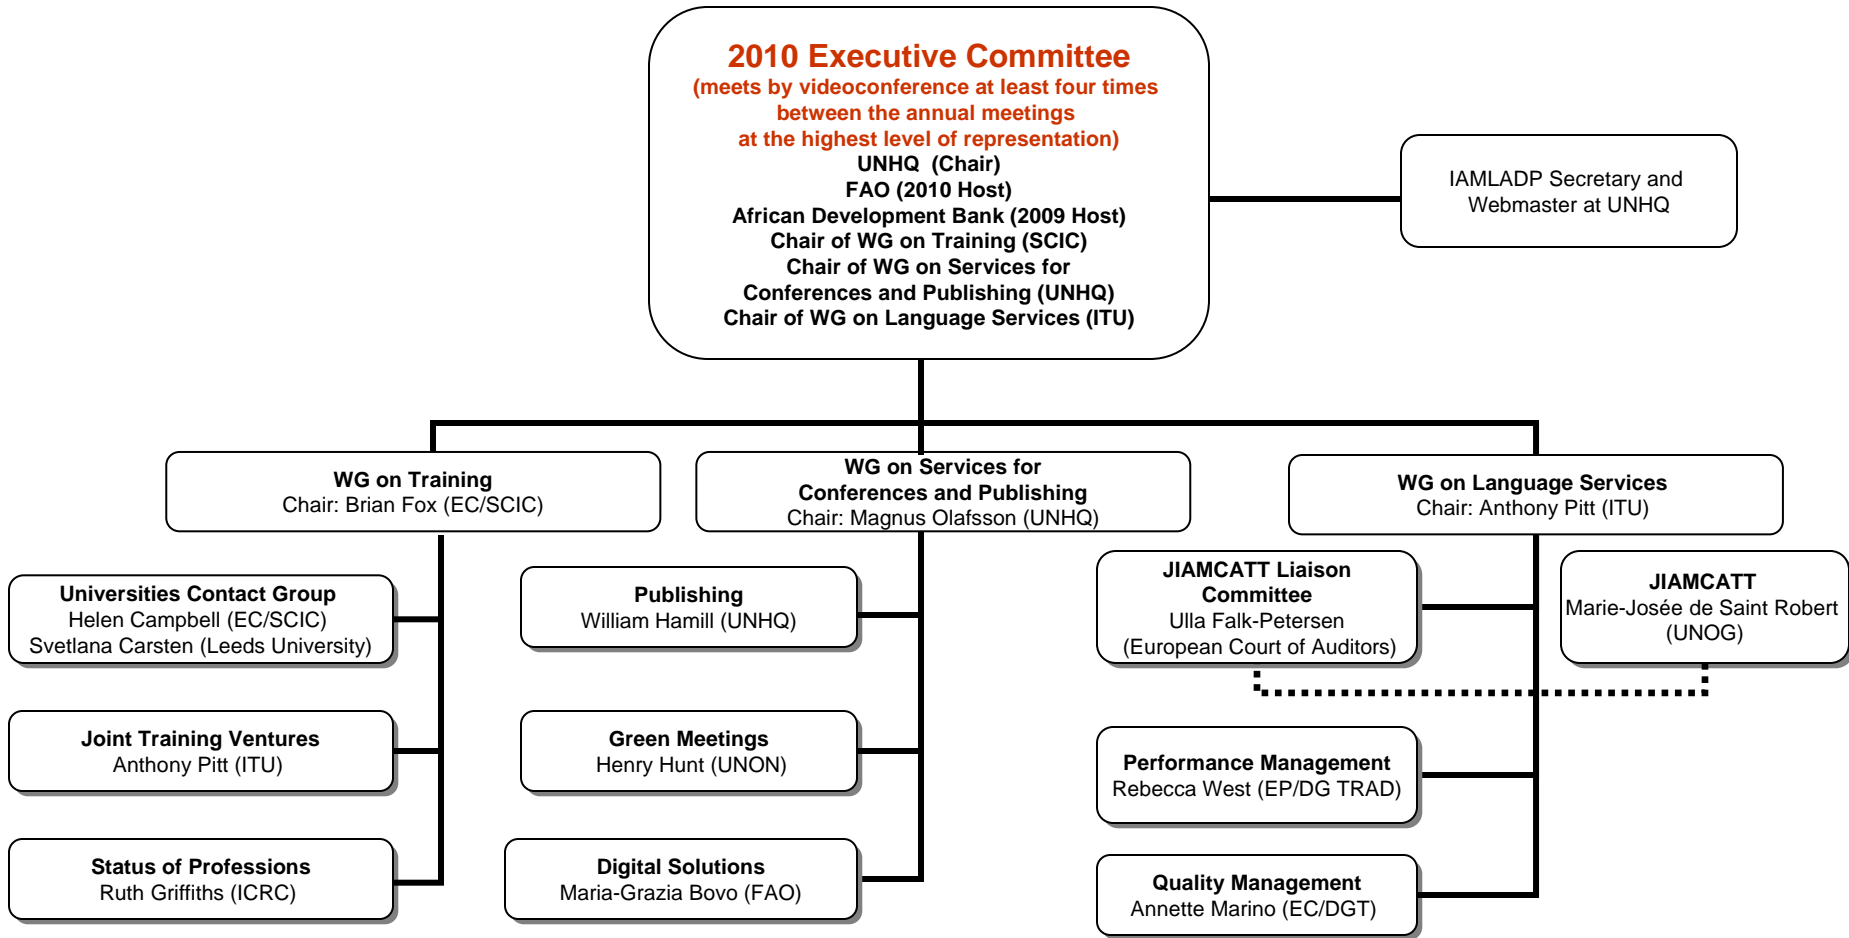 2010 Executive Committee
(meets by videoconference at least four times
between the annual meetings
at the highest level of representation)
UNHQ (Chair)
FAO (2010 Host)
African Development Bank (2009 Host)
Chair of WG on Training (SCIC)
Chair of WG on Services for
Conferences and Publishing (UNHQ)
Chair of WG on Language Services (ITU)
IAMLADP Secretary and
Webmaster at UNHQ
WG on Training
Chair: Brian Fox (EC/SCIC)
WG on Services for
Conferences and Publishing
Chair: Magnus Olafsson (UNHQ)
WG on Language Services
Chair: Anthony Pitt (ITU)
Universities Contact Group
Helen Campbell (EC/SCIC)
Svetlana Carsten (Leeds University)
Joint Training Ventures
Anthony Pitt (ITU)
Status of Professions
Ruth Griffiths (ICRC)
Publishing
William Hamill (UNHQ)
Green Meetings
Henry Hunt (UNON)
Digital Solutions
Maria-Grazia Bovo (FAO)
JIAMCATT Liaison
Committee
Ulla Falk-Petersen
(European Court of Auditors)
JIAMCATT
Marie-Josée de Saint Robert
(UNOG)
Performance Management
Rebecca West (EP/DG TRAD)
Quality Management
Annette Marino (EC/DGT)